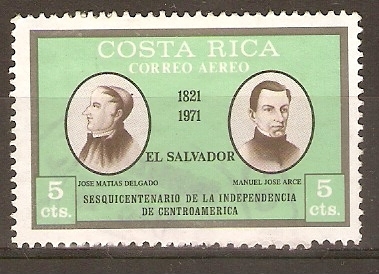 COSTA RICA
CORREO AEREO
1821
1971
EL SALVADOR
JOSE MATIAS DELGADO
MANUEL JOSE ARCE
5
cts.
SESQUICENTENARIO DE LA INDEPENDENCIA
DE CENTROAMERICA
5
cts.